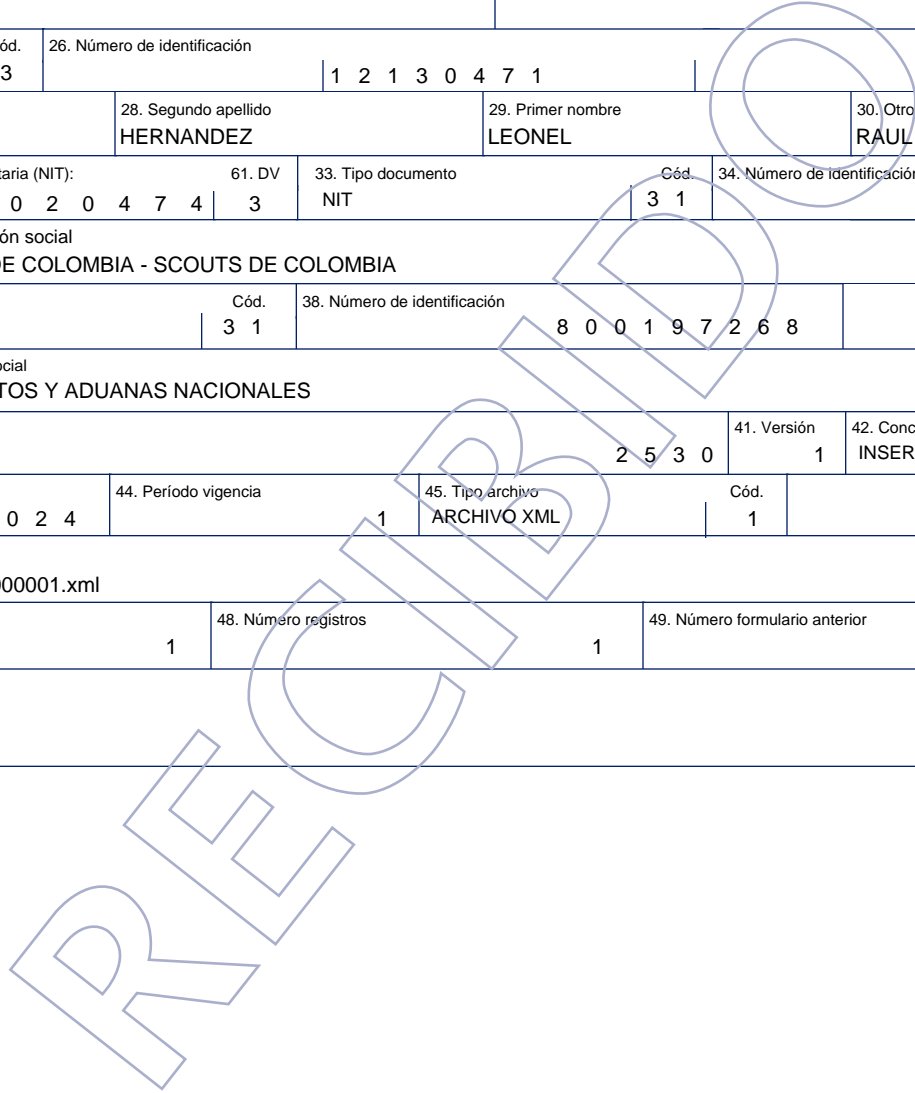 ód. 26. Número de identificación
3 1 2 1 3 0 4 7 1
28. Segundo apellido 29. Primer nombre 30. Otro
HERNANDEZ LEONEL RAUL
taria (NIT): 61. DV 33. Tipo documento Cód. 34. Número de identificación
0 2 0 4 7 4 3 NIT 3 1
ón social
DE COLOMBIA - SCOUTS DE COLOMBIA
Cód. 38. Número de identificación
3 1 8 0 0 1 9 7 2 6 8
ocial
TOS Y ADUANAS NACIONALES
41. Versión 42. Conc
2 5 3 0 1 INSER
44. Período vigencia 45. Tipo archivo Cód.
0 2 4 1 ARCHIVO XML 1
000001.xml
48. Número registros 49. Número formulario anterior
1 1
RECIBIDO